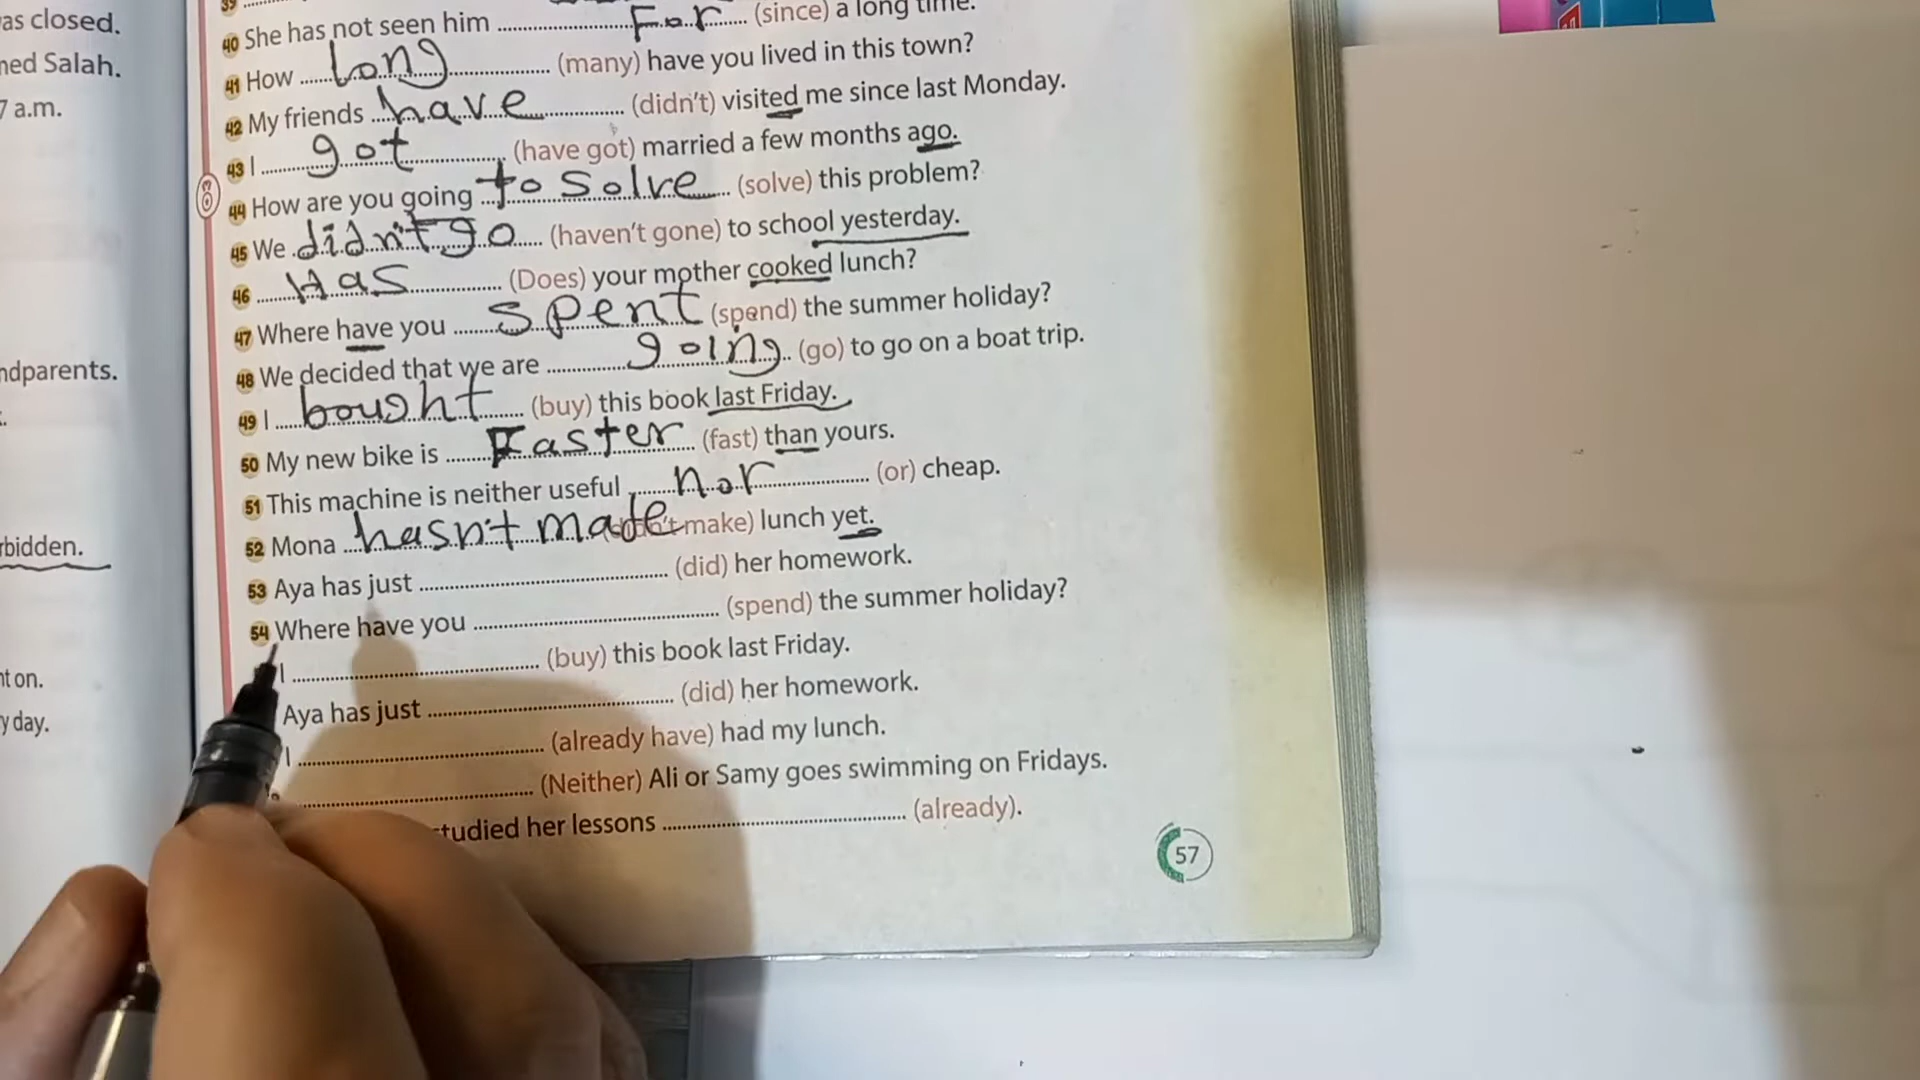 as closed.
ned Salah.
7 a.m.
ndparents.
rbidden.
nt on.
y day.
39
40 She has not seen him For (since) a long time.
41 How long (many) have you lived in this town?
42 My friends have (didn't) visited me since last Monday.
43 I got (have got) married a few months ago.
44 How are you going to solve (solve) this problem?
45 We didn't go (haven't gone) to school yesterday.
46 Has (Does) your mother cooked lunch?
47 Where have you spent (spend) the summer holiday?
48 We decided that we are going (go) to go on a boat trip.
49 I bought (buy) this book last Friday.
50 My new bike is Faster (fast) than yours.
51 This machine is neither useful nor (or) cheap.
52 Mona hasn't made make) lunch yet.
53 Aya has just (did) her homework.
54 Where have you (spend) the summer holiday?
I (buy) this book last Friday.
Aya has just (did) her homework.
I (already have) had my lunch.
(Neither) Ali or Samy goes swimming on Fridays.
tudied her lessons (already).
57